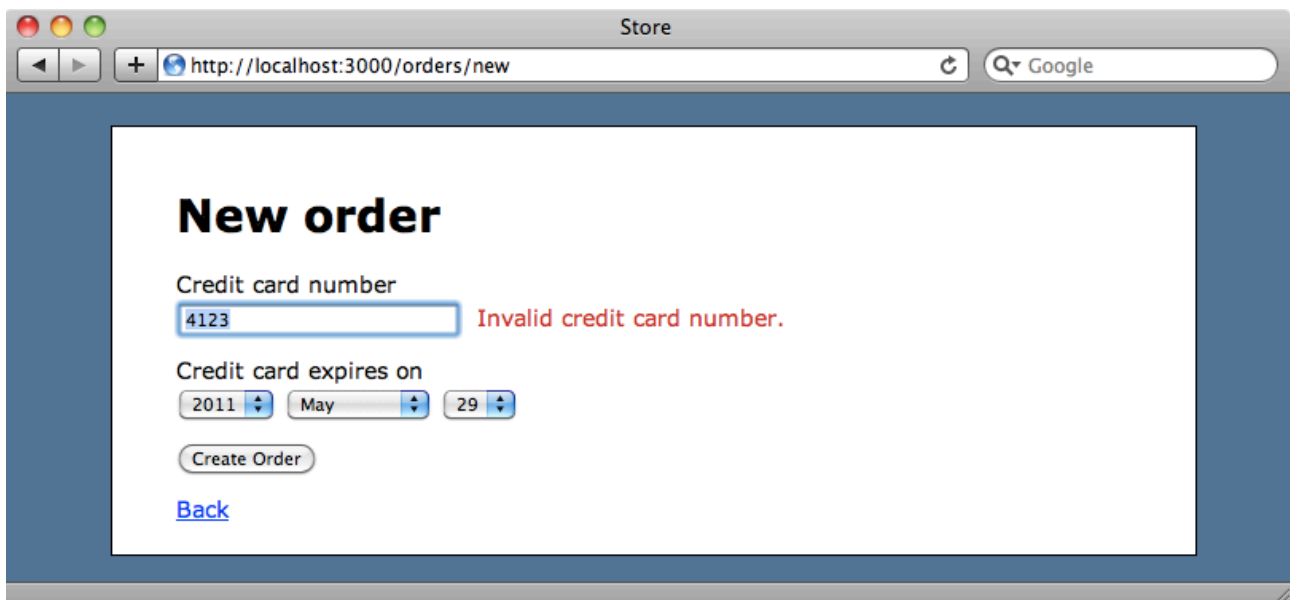 Store
+ http://localhost:3000/orders/new Google
New order
Credit card number
4123 Invalid credit card number.
Credit card expires on
2011 May 29
Create Order
Back